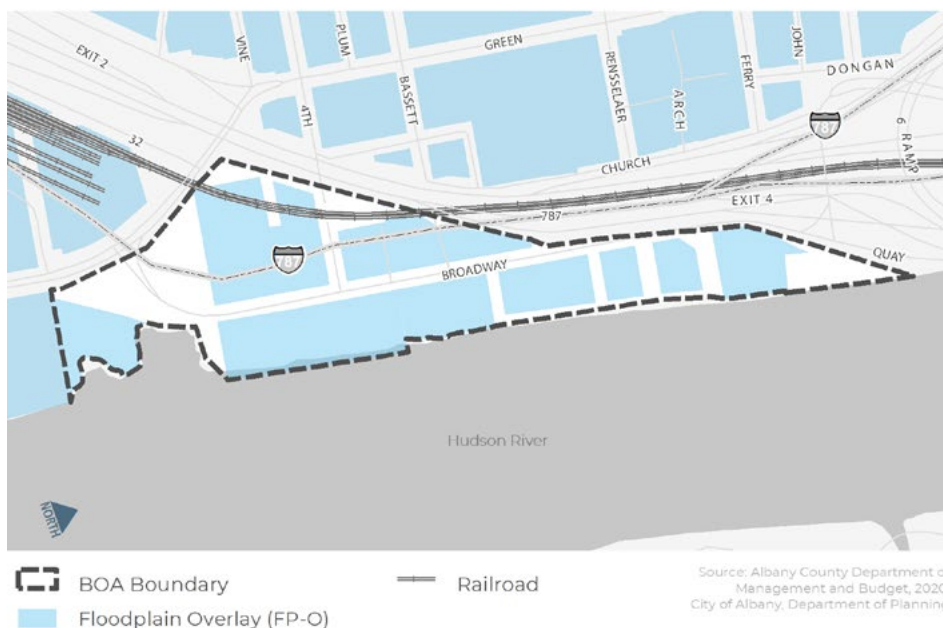 EXIT 2
VINE
PLUM
GREEN
BASSETT
4TH
RENSSELAER
ARCH
FERRY
JOHN
DONGAN
787
6 RAMP
32
CHURCH
EXIT 4
787
787
BROADWAY
QUAY
Hudson River
NORTH
BOA Boundary
Railroad
Floodplain Overlay (FP-O)
Source: Albany County Department o
Management and Budget, 2020
City of Albany, Department of Planning